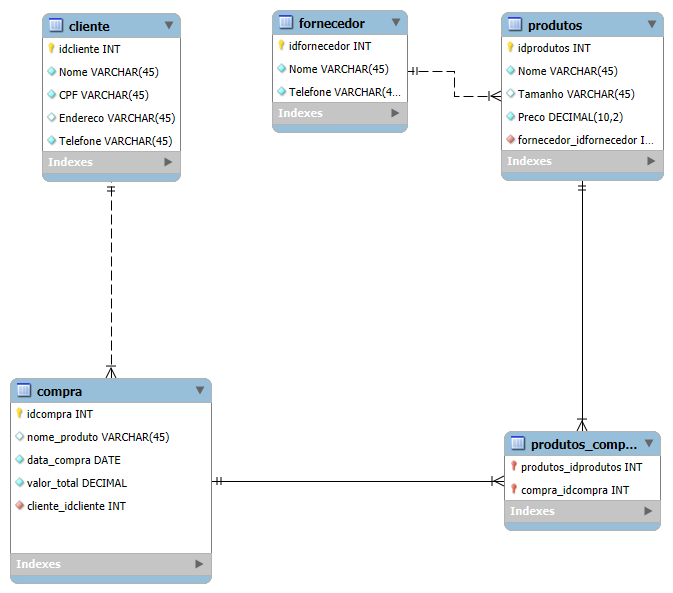 cliente
idcliente INT
Nome VARCHAR(45)
CPF VARCHAR(45)
Endereco VARCHAR(45)
Telefone VARCHAR(45)
Indexes
fornecedor
idfornecedor INT
Nome VARCHAR(45)
Telefone VARCHAR(4...
Indexes
produtos
idprodutos INT
Nome VARCHAR(45)
Tamanho VARCHAR(45)
Preco DECIMAL(10,2)
fornecedor_idfornecedor I...
Indexes
compra
idcompra INT
nome_produto VARCHAR(45)
data_compra DATE
valor_total DECIMAL
cliente_idcliente INT
Indexes
produtos_comp...
produtos_idprodutos INT
compra_idcompra INT
Indexes